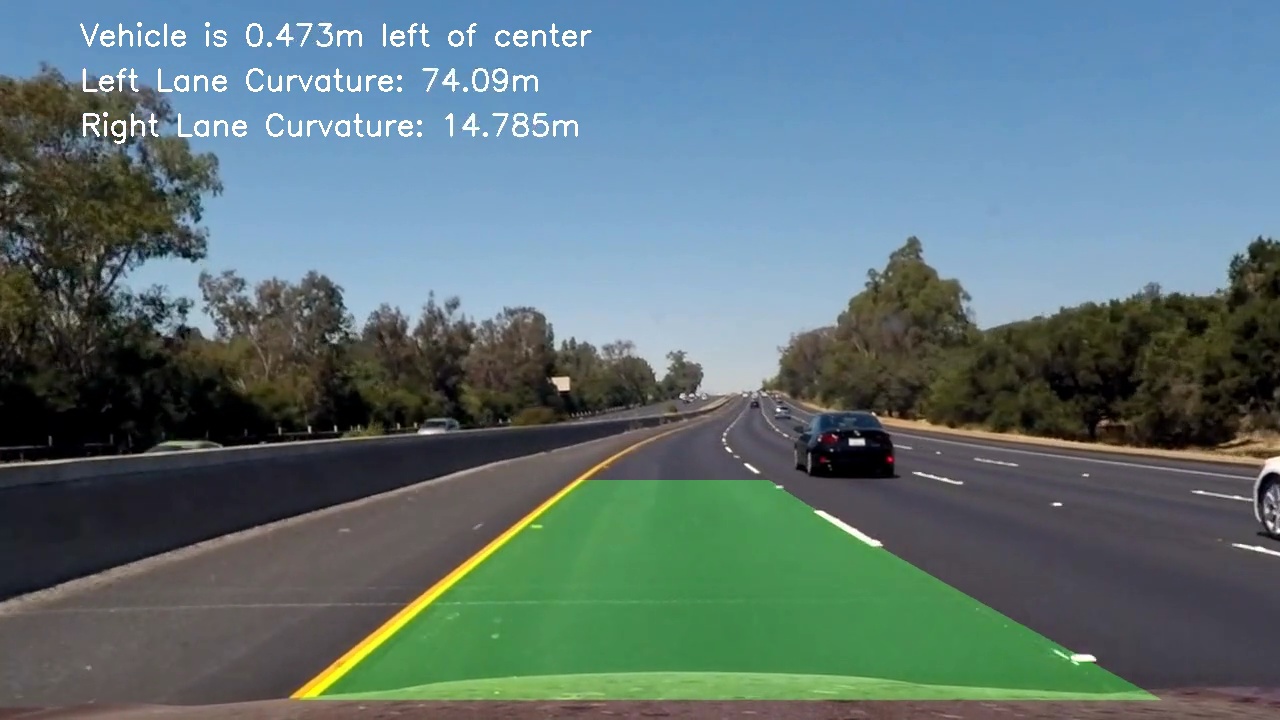 Vehicle is 0.473m left of center
Left Lane Curvature: 74.09m
Right Lane Curvature: 14.785m